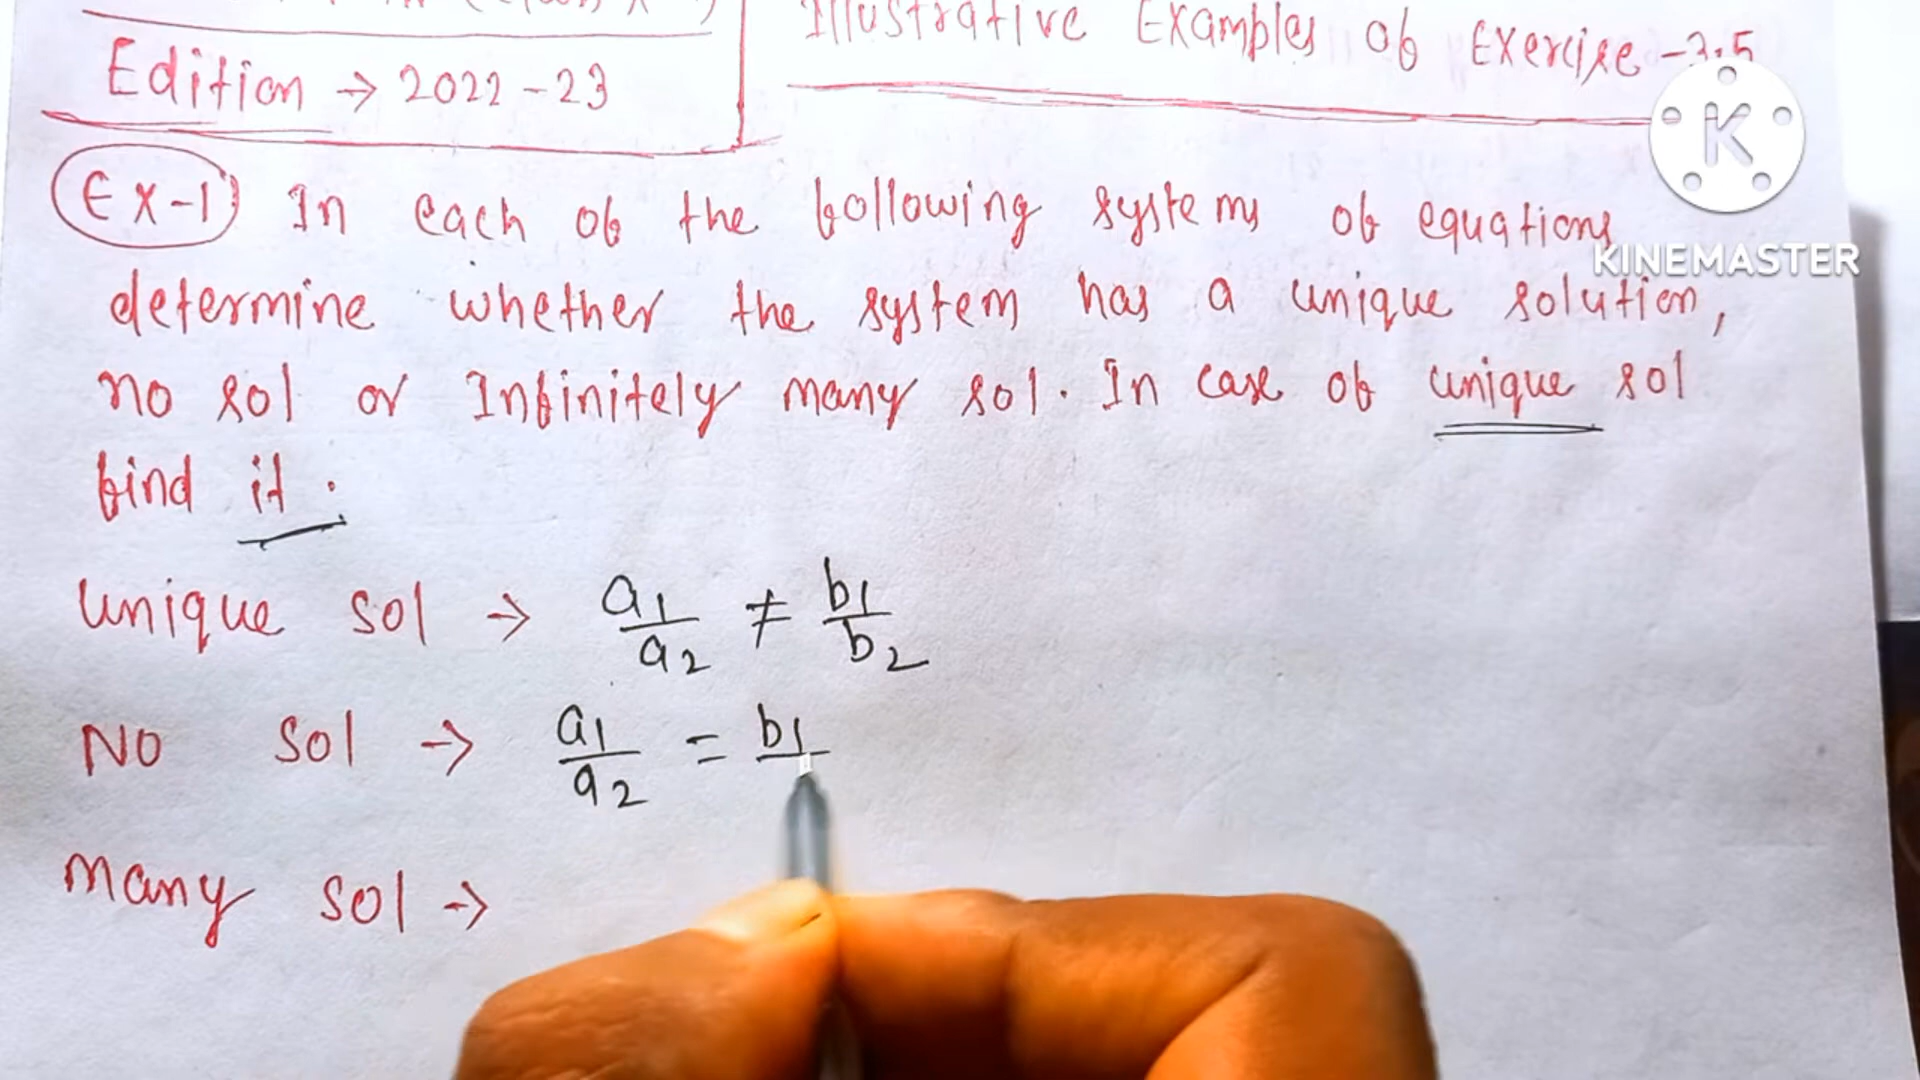 Illustrative Examples of Exercise-3.5
Edition → 2022-23
K
KINEMASTER
Ex-1) In each of the following systems of equations
determine whether the system has a unique solution,
no sol or Infinitely many sol. In case of unique sol
find it.
Unique sol → a1/a2 ≠ b1/b2
NO sol → a1/a2 = b1
Many sol →